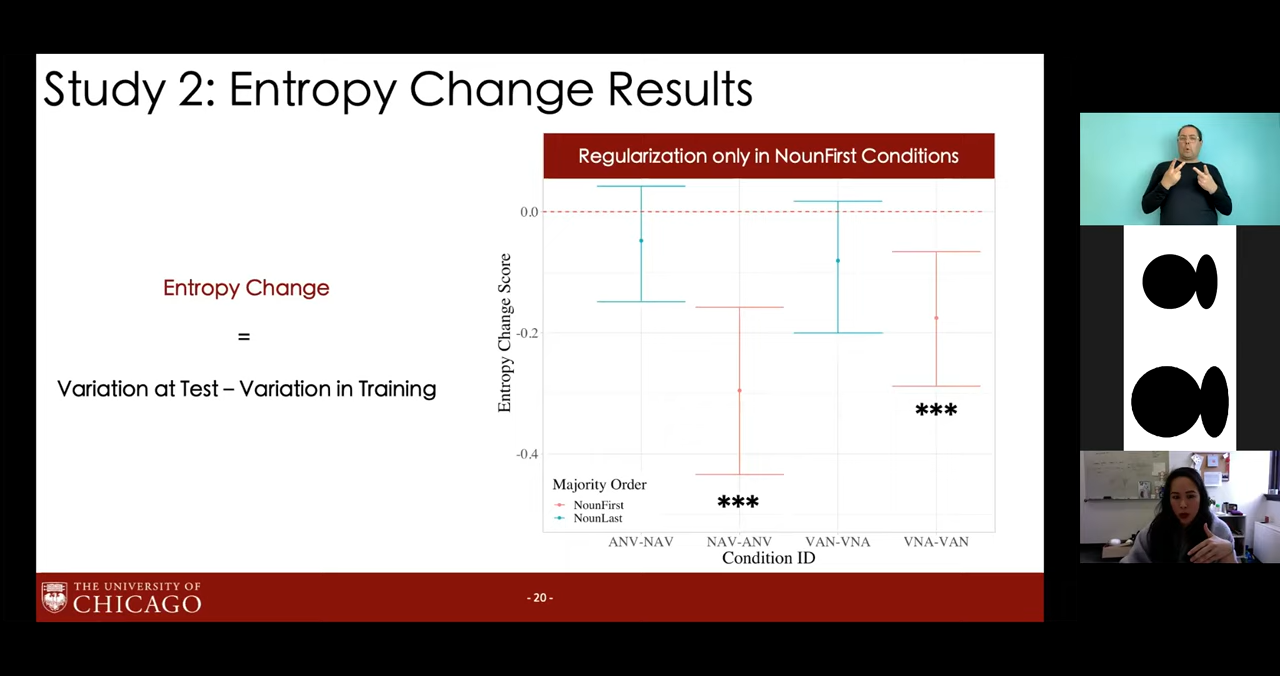 Study 2: Entropy Change Results
Entropy Change
=
Variation at Test – Variation in Training
Regularization only in NounFirst Conditions
Entropy Change Score
0.0
-0.2
-0.4
***
***
Majority Order
NounFirst
NounLast
ANV-NAV
NAV-ANV
VAN-VNA
VNA-VAN
Condition ID
THE UNIVERSITY OF
CHICAGO
- 20 -